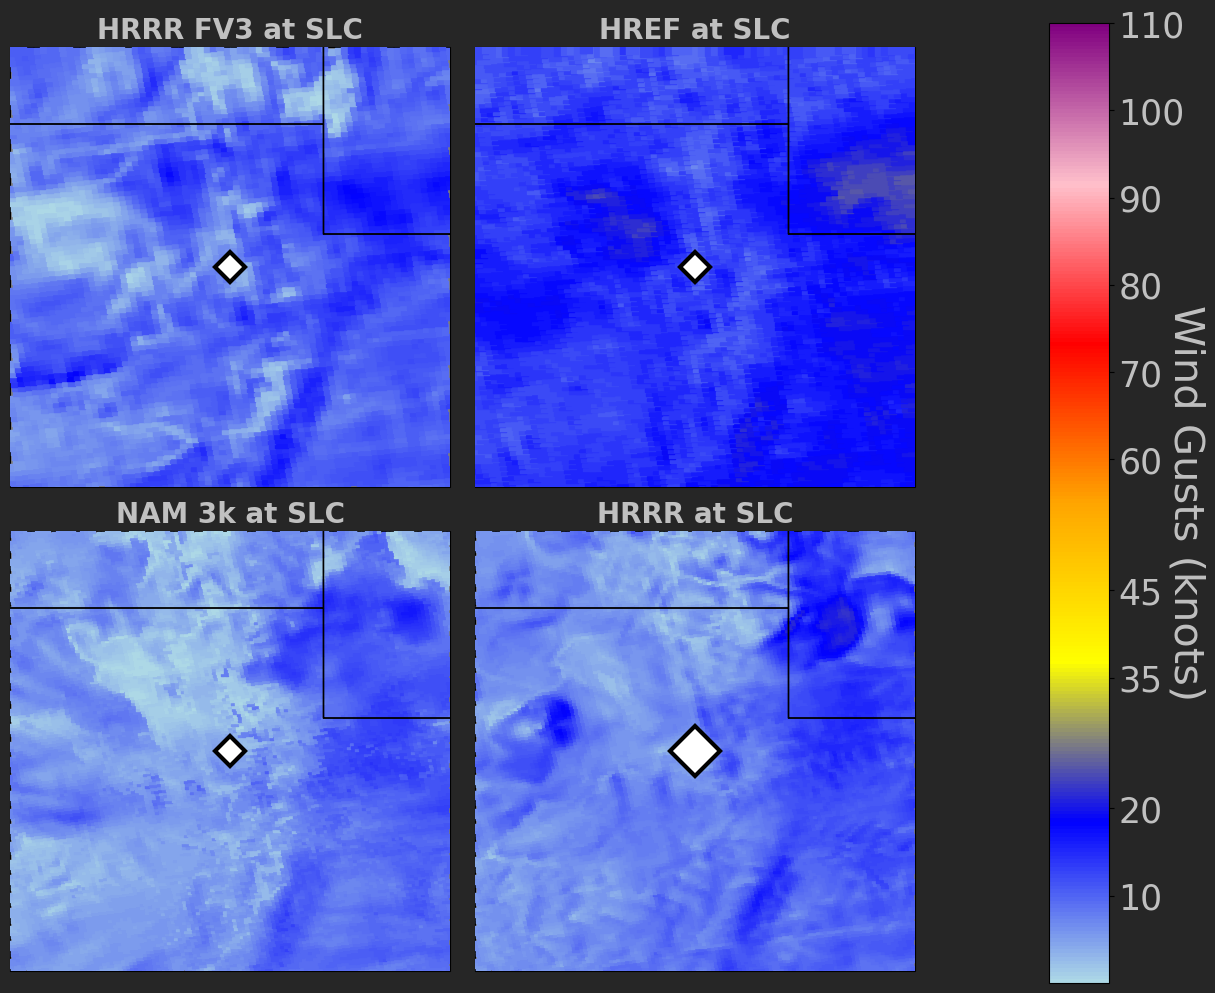 HRRR FV3 at SLC
HREF at SLC
NAM 3k at SLC
HRRR at SLC
110
100
90
80
70
60
45
35
20
10
Wind Gusts (knots)